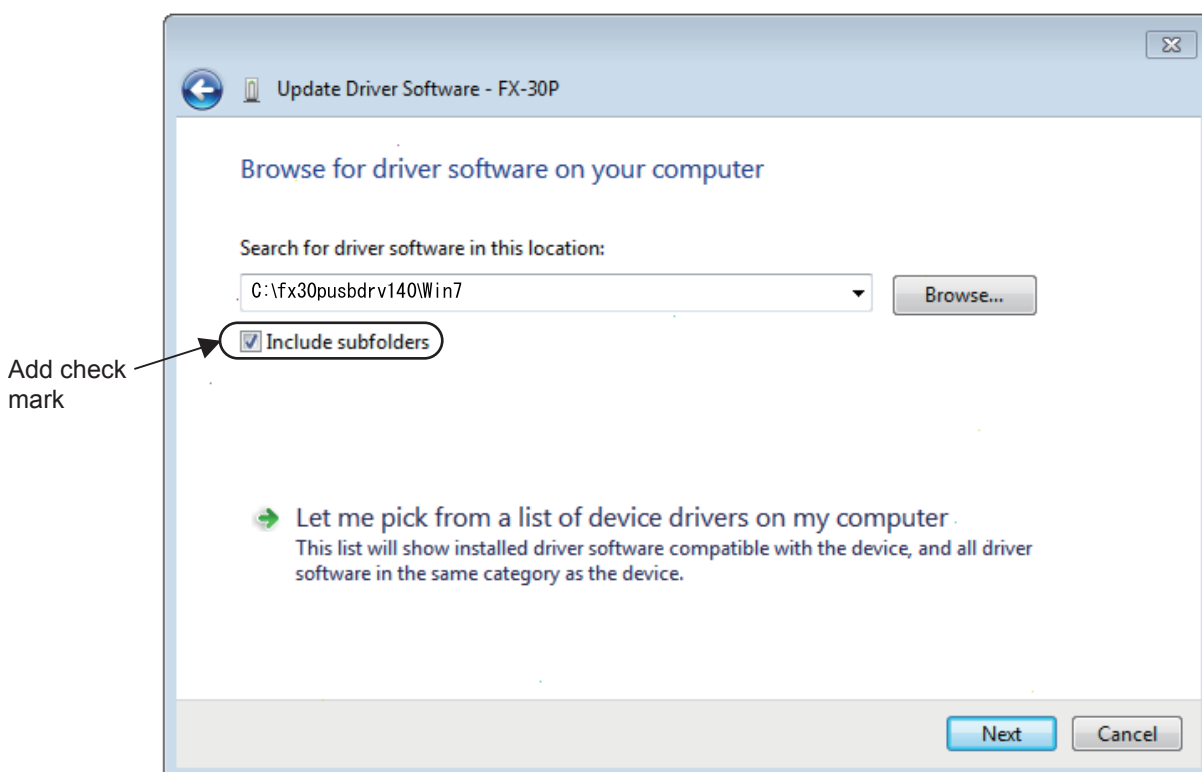 Update Driver Software - FX-30P
Browse for driver software on your computer
Search for driver software in this location:
C:\fx30pusbdrv140\Win7
Browse...
Include subfolders
Add check
mark
Let me pick from a list of device drivers on my computer
This list will show installed driver software compatible with the device, and all driver
software in the same category as the device.
Next
Cancel